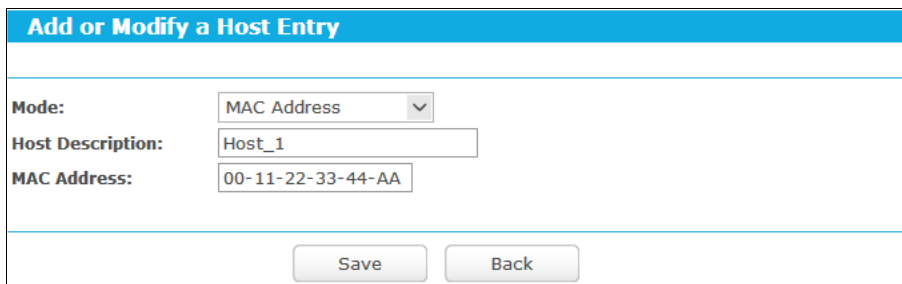 Add or Modify a Host Entry
Mode: MAC Address
Host Description: Host_1
MAC Address: 00-11-22-33-44-AA
Save Back